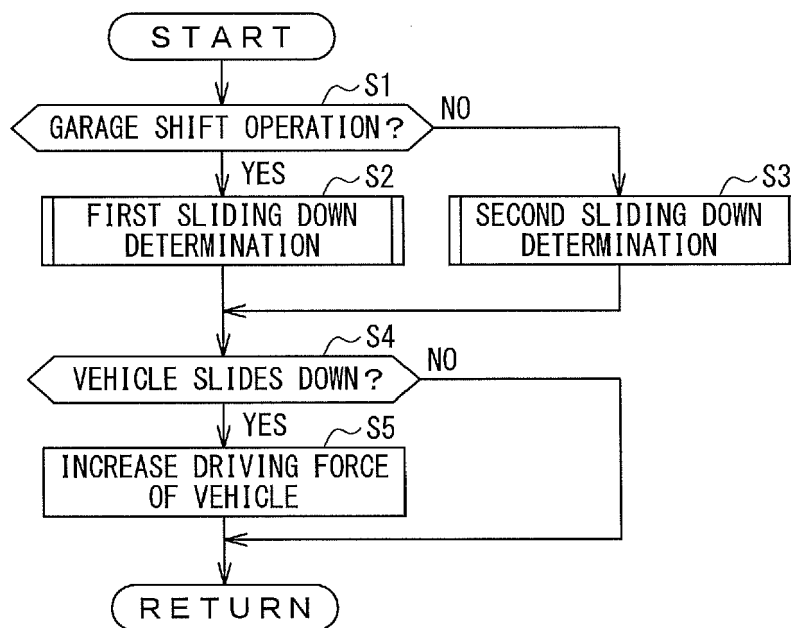 START
S1
GARAGE SHIFT OPERATION?
NO
YES
S2
FIRST SLIDING DOWN
DETERMINATION
S3
SECOND SLIDING DOWN
DETERMINATION
S4
VEHICLE SLIDES DOWN?
NO
YES
S5
INCREASE DRIVING FORCE
OF VEHICLE
RETURN